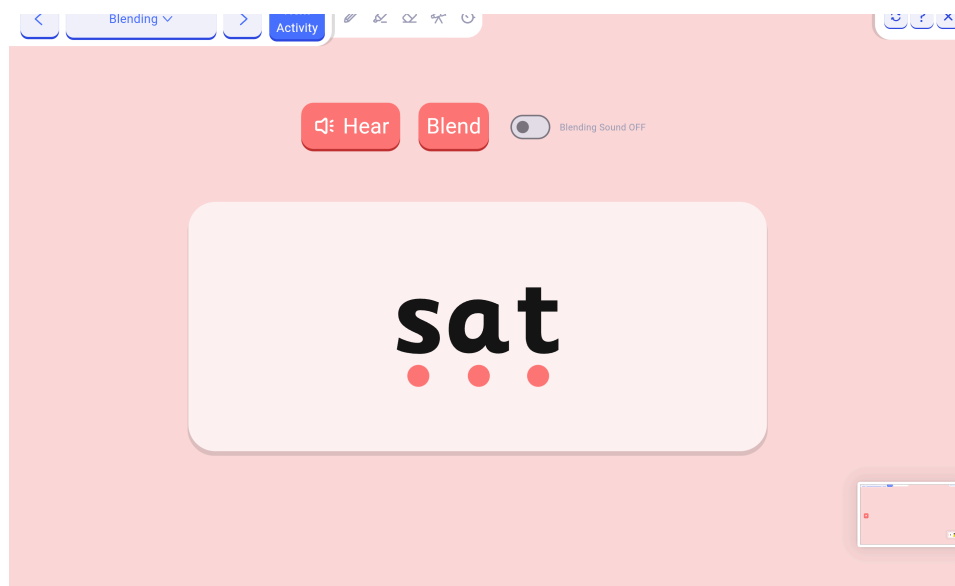 Blending
Activity
Hear
Blend
Blending Sound OFF
sat